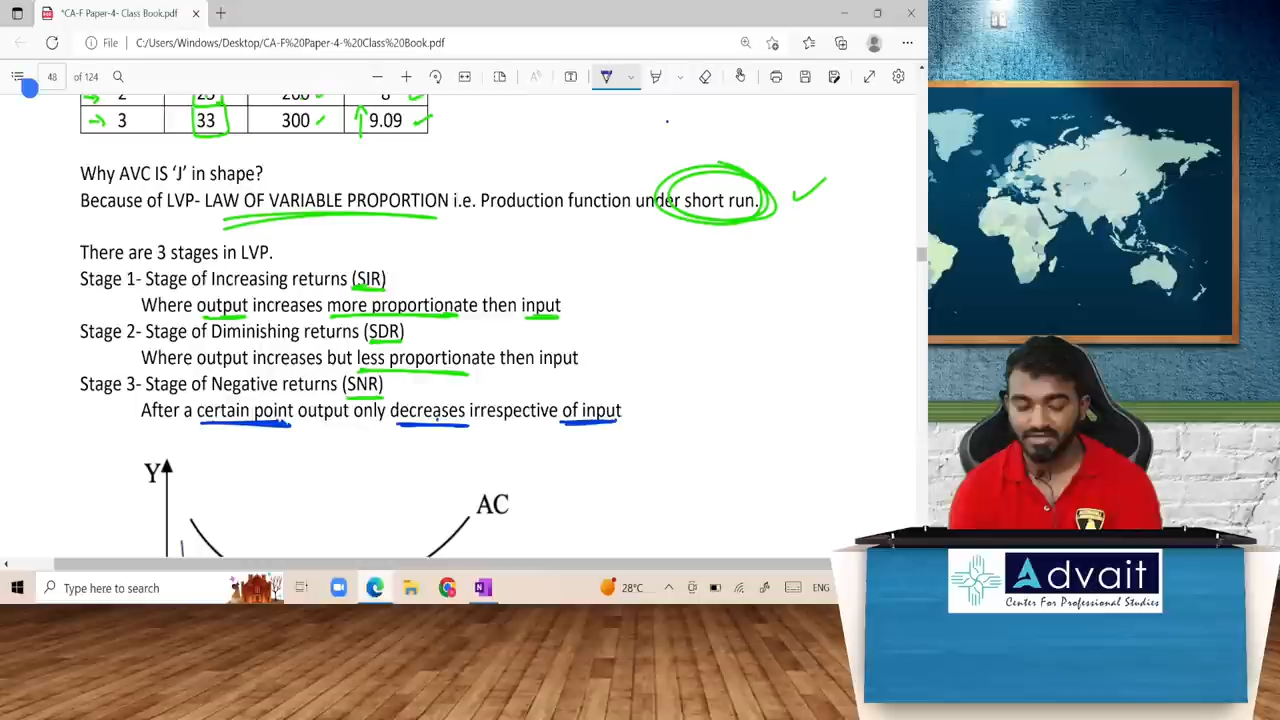 *CA-F Paper-4- Class Book.pdf
File C:/Windows/Desktop/CA-F%20Paper-4-%20Class%20Book.pdf
48 of 124
3 33 300 9.09
Why AVC IS ‘J’ in shape?
Because of LVP- LAW OF VARIABLE PROPORTION i.e. Production function under short run.
There are 3 stages in LVP.
Stage 1- Stage of Increasing returns (SIR)
Where output increases more proportionate then input
Stage 2- Stage of Diminishing returns (SDR)
Where output increases but less proportionate then input
Stage 3- Stage of Negative returns (SNR)
After a certain point output only decreases irrespective of input
Y
AC
Type here to search
28°C
ENG
Advait
Center For Professional Studies